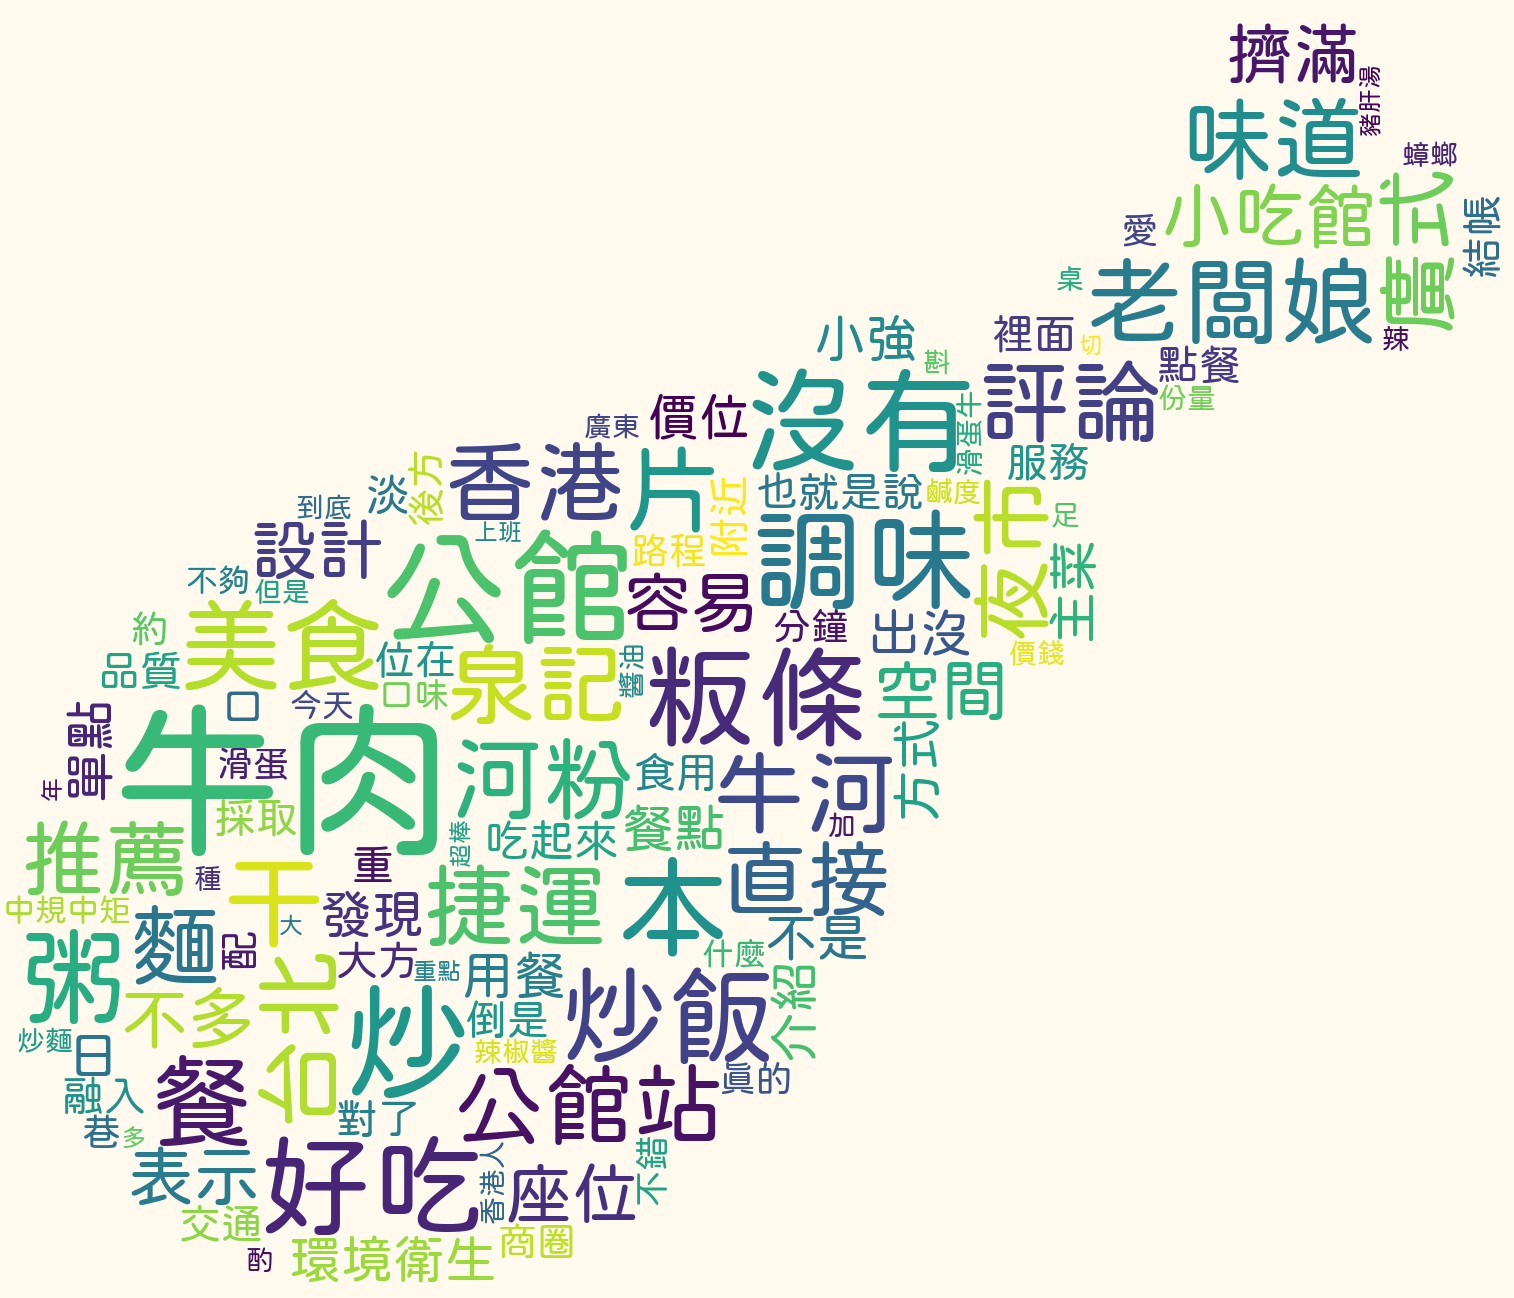 擠滿
豬肝湯
味道
蟑螂
小吃館
廣式
結帳
愛
老闆娘
桌
辣
小強
裡面
切
點餐
份量
斟
沒有
評論
滑蛋牛
廣東
價位
香港
片
服務
淡
後方
附近
也就是說
鹹度
夜市
足
到底
上班
設計
公館
路程
調味
主菜
不夠
但是
容易
美食
約
分鐘
出沒
價錢
品質
位在
泉記
醬油
粄條
空間
口味
口
今天
單點
牛肉
滑蛋
河粉
食用
牛河
方式
年
採取
加
推薦
超棒
吃起來
餐點
直接
重
種
干
捷運
本
中規中矩
大
發現
不是
粥
麵
配
大方
重點
用餐
什麼
台北
不多
炒
炒飯
介紹
炒麵
日
倒是
辣椒醬
融入
餐
公館站
真的
對了
巷
多
表示
好吃
香港人
座位
不錯
交通
商圈
酌
環境衛生